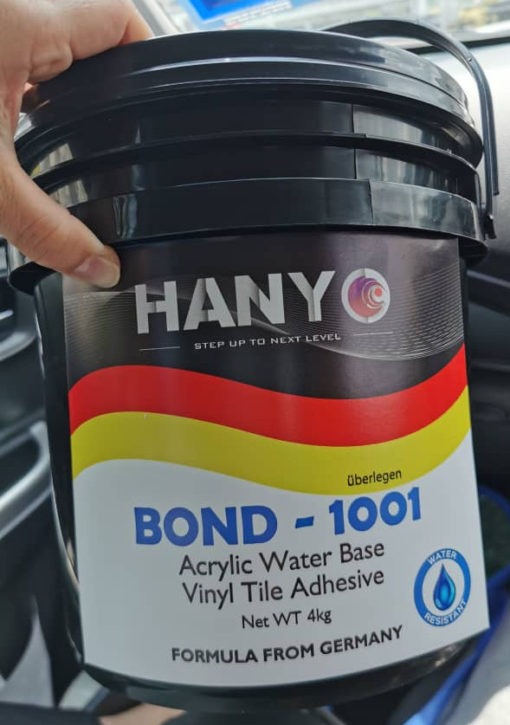 HANYO
STEP UP TO NEXT LEVEL
überlegen
BOND - 1001
Acrylic Water Base
Vinyl Tile Adhesive
Net WT 4kg
WATER
RESISTANT
FORMULA FROM GERMANY